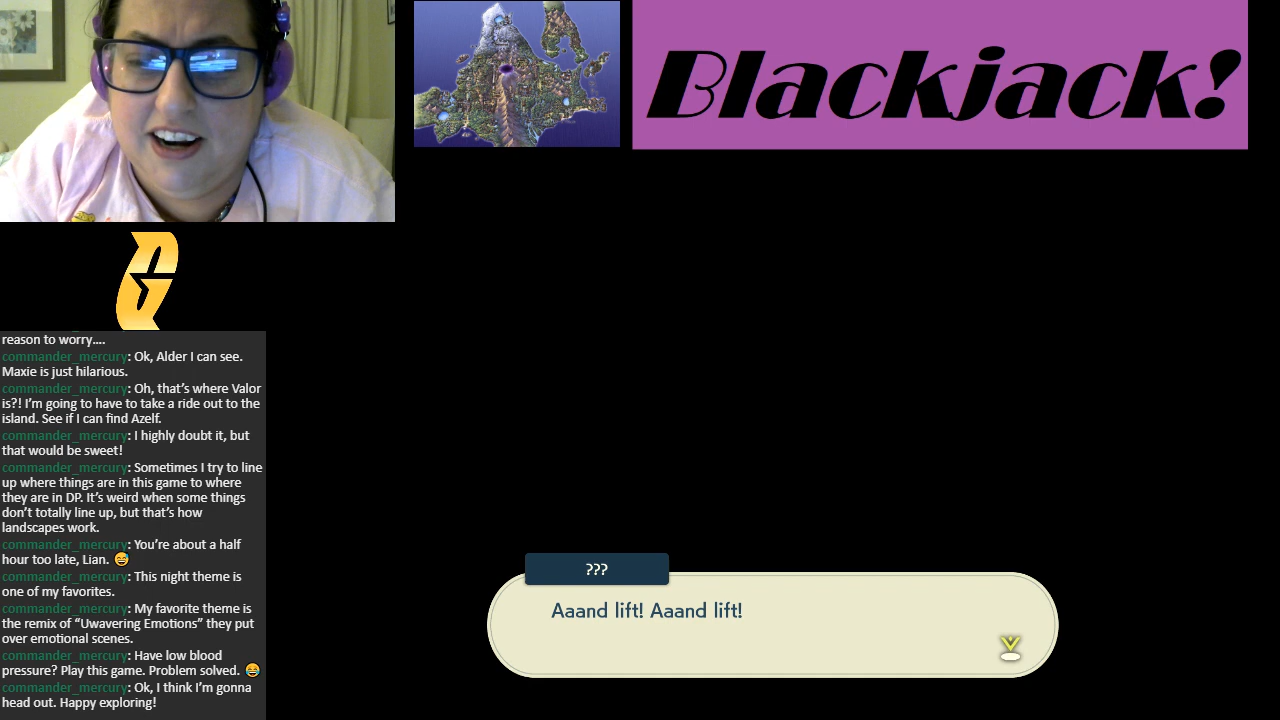 Blackjack!
reason to worry....
commander_mercury: Ok, Alder I can see.
Maxie is just hilarious.
commander_mercury: Oh, that's where Valor
is?! I'm going to have to take a ride out to the
island. See if I can find Azelf.
commander_mercury: I highly doubt it, but
that would be sweet!
commander_mercury: Sometimes I try to line
up where things are in this game to where
they are in DP. It's weird when some things
don't totally line up, but that's how
landscapes work.
commander_mercury: You're about a half
hour too late, Lian. 😅
commander_mercury: This night theme is
one of my favorites.
commander_mercury: My favorite theme is
the remix of “Uwavering Emotions” they put
over emotional scenes.
commander_mercury: Have low blood
pressure? Play this game. Problem solved. 😂
commander_mercury: Ok, I think I'm gonna
head out. Happy exploring!
???
Aaand lift! Aaand lift!